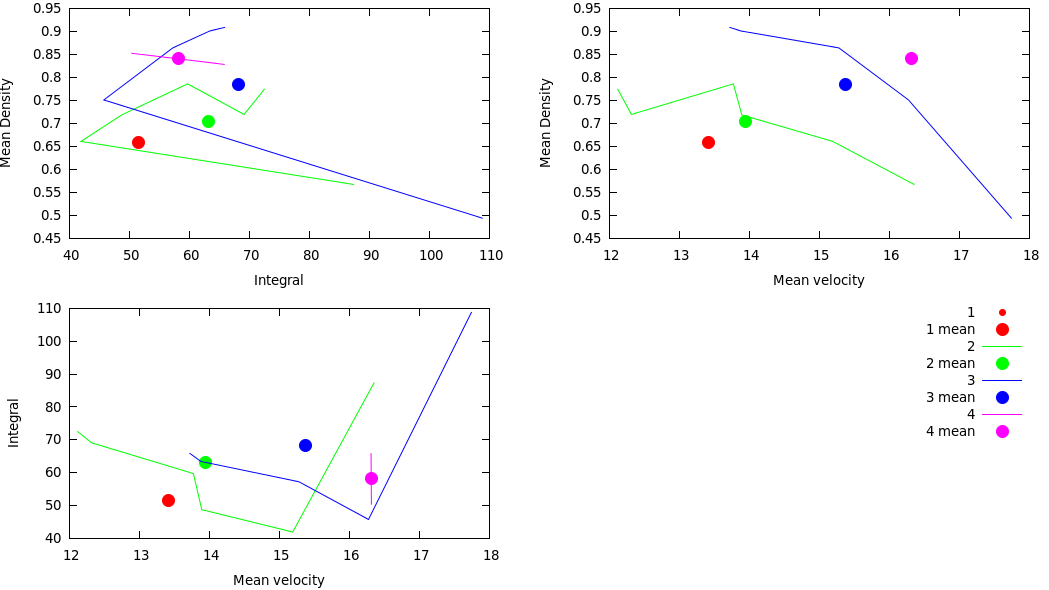 0.95
0.9
0.85
0.8
0.75
0.7
0.65
0.6
0.55
0.5
0.45
Mean Density
40 50 60 70 80 90 100 110
Integral
0.95
0.9
0.85
0.8
0.75
0.7
0.65
0.6
0.55
0.5
0.45
Mean Density
12 13 14 15 16 17 18
Mean velocity
110
100
90
80
70
60
50
40
Integral
12 13 14 15 16 17 18
Mean velocity
1
1 mean
2
2 mean
3
3 mean
4
4 mean